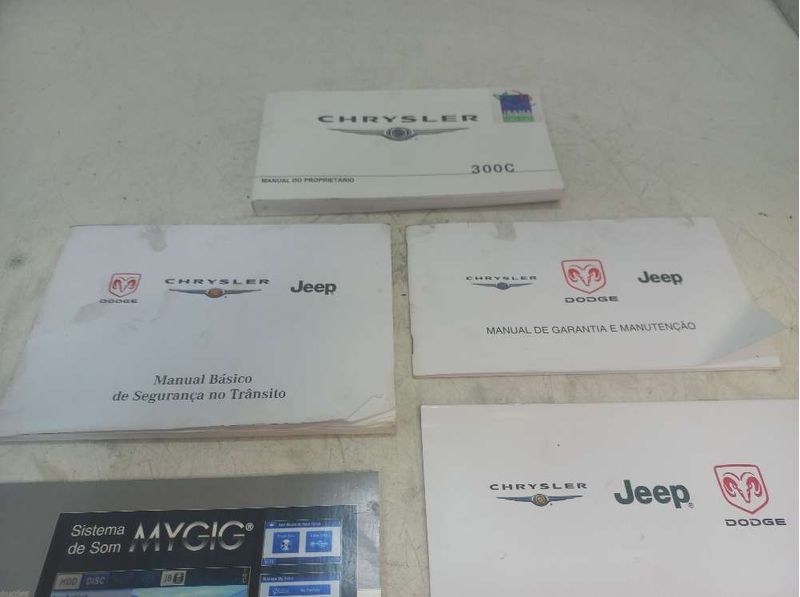 CHRYSLER
300C
MANUAL DO PROPRIETÁRIO
DODGE
CHRYSLER
Jeep
Manual Básico
de Segurança no Trânsito
CHRYSLER
DODGE
Jeep
MANUAL DE GARANTIA E MANUTENÇÃO
CHRYSLER
Jeep®
DODGE
Sistema
de Som
MYGIG®
HDD DISC